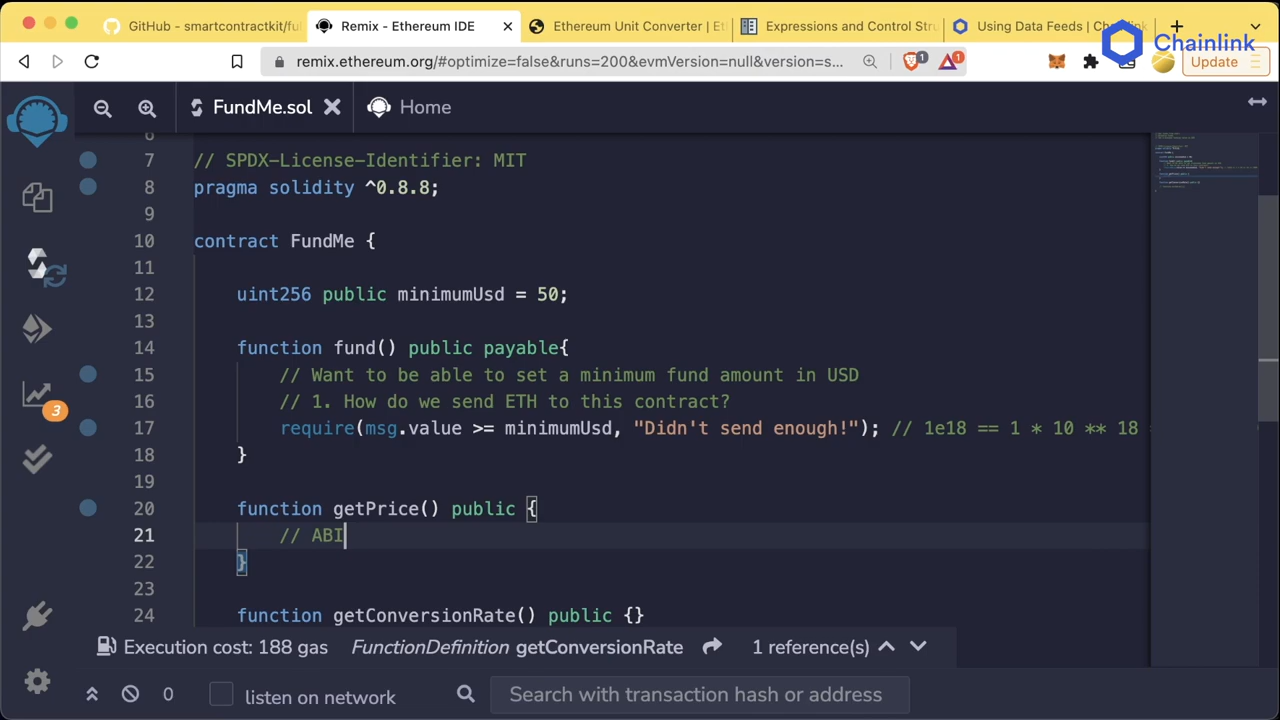 GitHub - smartcontractkit/ful
Remix - Ethereum IDE
Ethereum Unit Converter | Et
Expressions and Control Stru
Using Data Feeds | Chainlink
Chainlink
remix.ethereum.org/#optimize=false&runs=200&evmVersion=null&version=s...
1
1
Update
FundMe.sol
Home
6
7 // SPDX-License-Identifier: MIT
8 pragma solidity ^0.8.8;
9
10 contract FundMe {
11
12 uint256 public minimumUsd = 50;
13
14 function fund() public payable{
15 // Want to be able to set a minimum fund amount in USD
16 // 1. How do we send ETH to this contract?
17 require(msg.value >= minimumUsd, "Didn't send enough!"); // 1e18 == 1 * 10 ** 18
18 }
19
20 function getPrice() public {
21 // ABI
22 }
23
24 function getConversionRate() public {}
3
Execution cost: 188 gas FunctionDefinition getConversionRate 1 reference(s)
0 listen on network Search with transaction hash or address